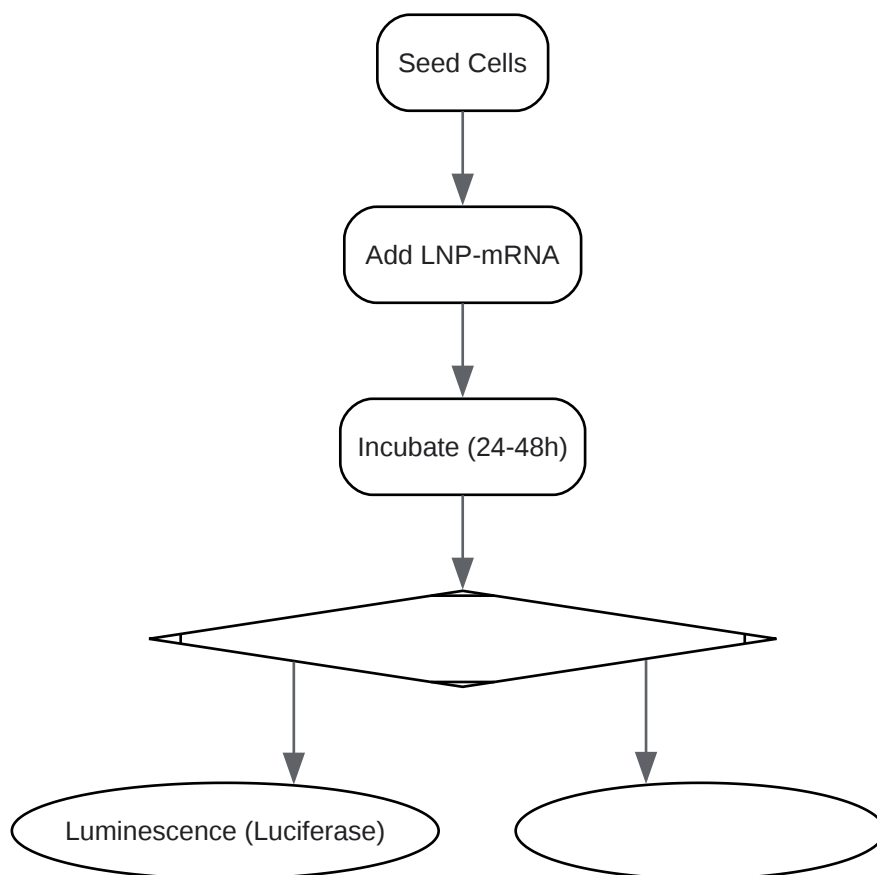 Seed Cells
Add LNP-mRNA
Incubate (24-48h)
Luminescence (Luciferase)